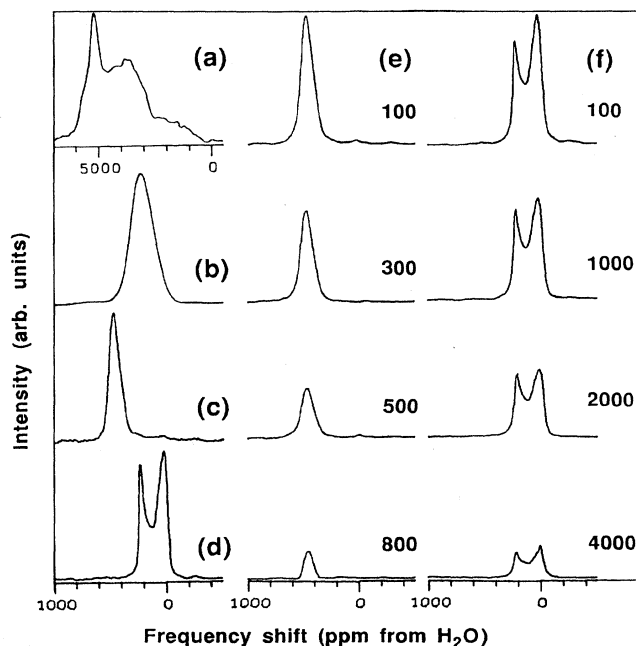 (a) (e) (f)
100 100
5000 0
(b) 300 1000
(c) 500 2000
(d) 800 4000
1000 0 1000 0 1000 0
Intensity (arb. units)
Frequency shift (ppm from H₂O)